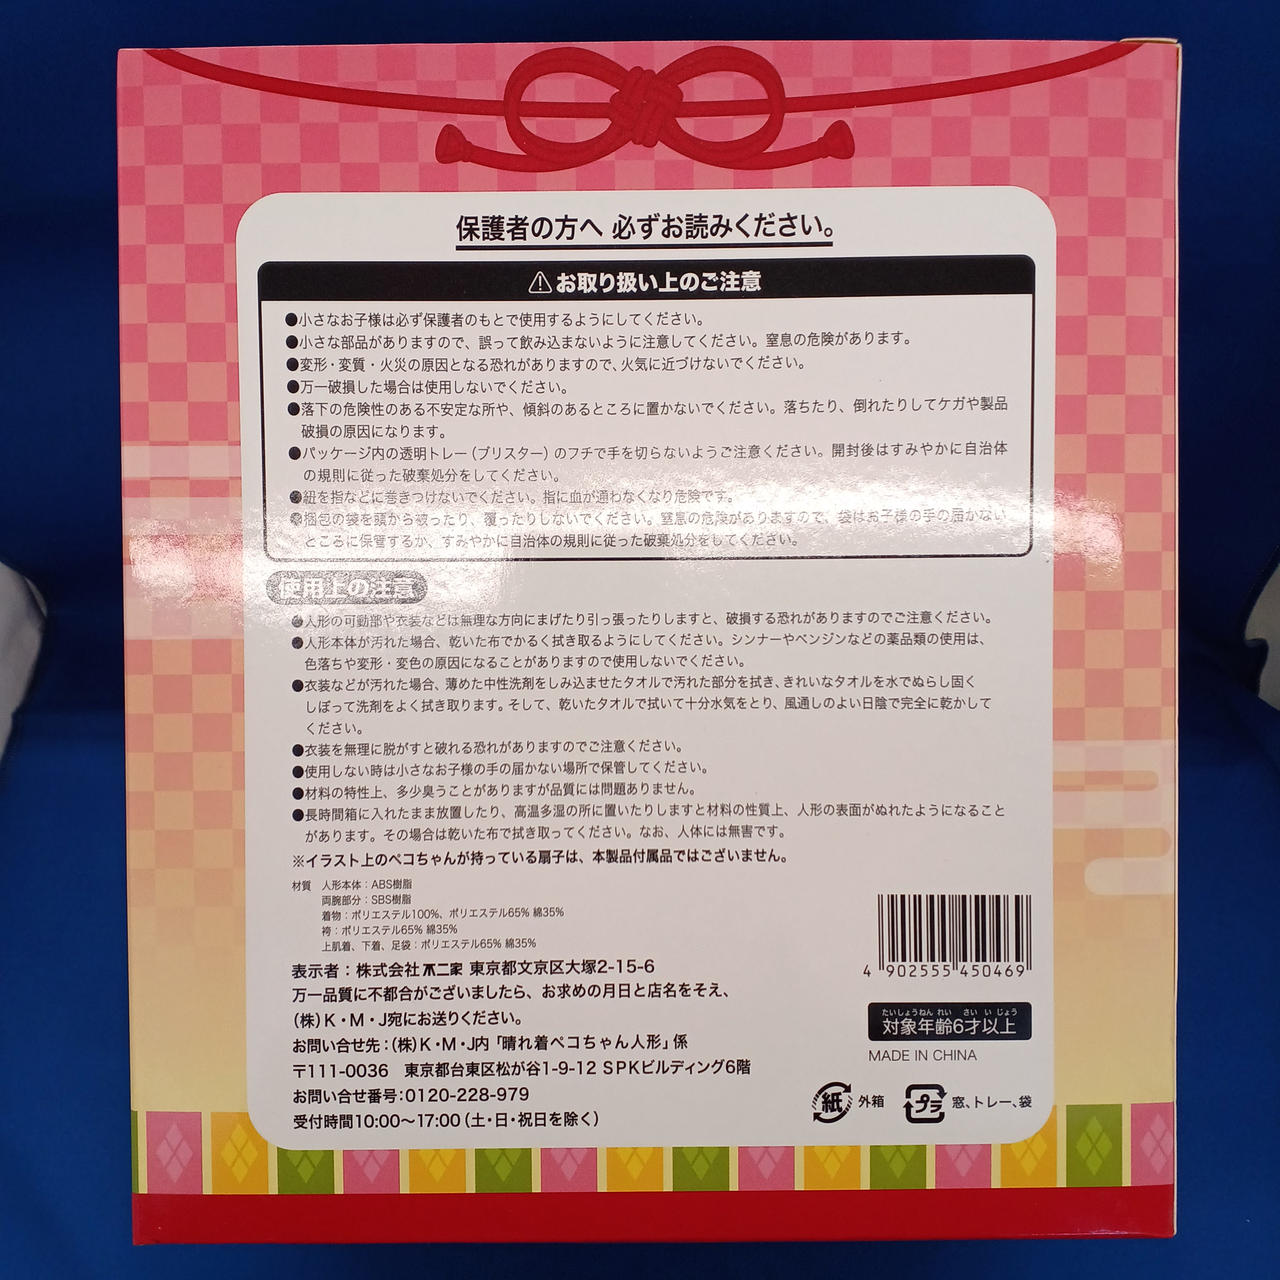 保護者の方へ 必ずお読みください。
⚠お取り扱い上のご注意
●小さなお子様は必ず保護者のもとで使用するようにしてください。
●小さな部品がありますので、誤って飲み込まないように注意してください。窒息の危険があります。
●変形・変質・火災の原因となる恐れがありますので、火気に近づけないでください。
●万一破損した場合は使用しないでください。
●落下の危険性のある不安定な所や、傾斜のあるところに置かないでください。落ちたり、倒れたりしてケガや製品
破損の原因になります。
●パッケージ内の透明トレー(ブリスター)のフチで手を切らないようご注意ください。開封後はすみやかに自治体
の規則に従った破棄処分をしてください。
●紐を指などに巻きつけないでください。指に血が通わなくなり危険です。
●梱包の袋を頭から被ったり、覆ったりしないでください。窒息の危険がありますので、袋はお子様の手の届かない
ところに保管するか、すみやかに自治体の規則に従った破棄処分をしてください。
使用上の注意
●人形の可動部や衣装などは無理な方向にまげたり引っ張ったりしますと、破損する恐れがありますのでご注意ください。
●人形本体が汚れた場合、乾いた布でかるく拭き取るようにしてください。シンナーやベンジンなどの薬品類の使用は、
色落ちや変形・変色の原因になることがありますので使用しないでください。
●衣装などが汚れた場合、薄めた中性洗剤をしみ込ませたタオルで汚れた部分を拭き、きれいなタオルを水でぬらし固く
しぼって洗剤をよく拭き取ります。そして、乾いたタオルで拭いて十分水気をとり、風通しのよい日陰で完全に乾かして
ください。
●衣装を無理に脱がすと破れる恐れがありますのでご注意ください。
●使用しない時は小さなお子様の手の届かない場所で保管してください。
●材料の特性上、多少臭うことがありますが品質には問題ありません。
●長時間箱に入れたまま放置したり、高温多湿の所に置いたりしますと材料の性質上、人形の表面がぬれたようになること
があります。その場合は乾いた布で拭き取ってください。なお、人体には無害です。
※イラスト上のペコちゃんが持っている扇子は、本製品付属品ではございません。
材質 人形本体:ABS樹脂
両腕部分:SBS樹脂
着物:ポリエステル100%、ポリエステル65% 綿35%
袴:ポリエステル65% 綿35%
上肌着、下着、足袋:ポリエステル65% 綿35%
表示者:株式会社不二家 東京都文京区大塚2-15-6
万一品質に不都合がございましたら、お求めの月日と店名をそえ、
(株)K・M・J宛にお送りください。
お問い合せ先:(株)K・M・J内「晴れ着ペコちゃん人形」係
〒111-0036 東京都台東区松が谷1-9-12 SPKビルディング6階
お問い合せ番号:0120-228-979
受付時間10:00〜17:00(土・日・祝日を除く)
4 902555 450469
たいしょうねんれい さいいじょう
対象年齢6才以上
MADE IN CHINA
紙 外箱 プラ 窓、トレー、袋